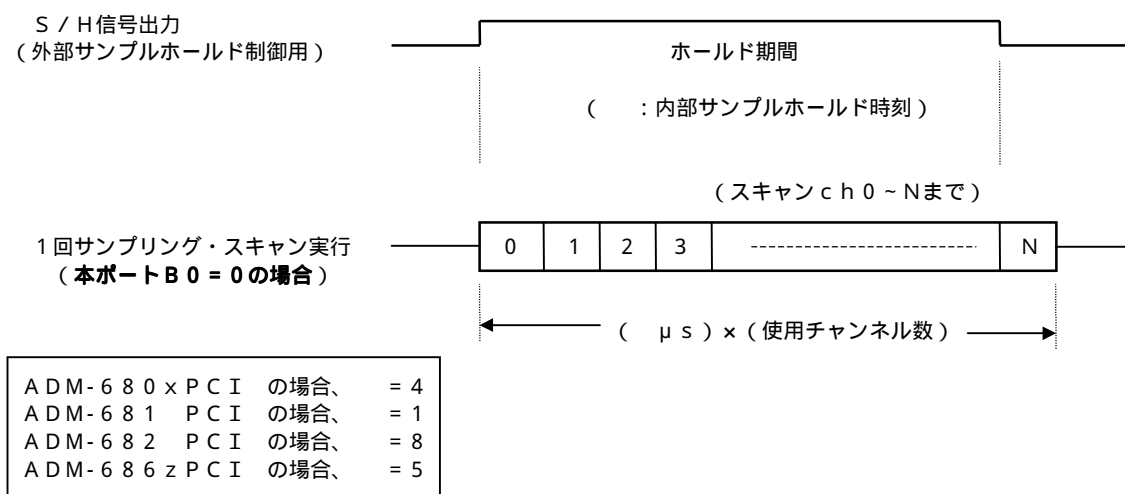 S/H信号出力
(外部サンプルホールド制御用)
ホールド期間
( :内部サンプルホールド時刻)
(スキャンch0~Nまで)
1回サンプリング・スキャン実行
(本ポートB0=0の場合)
0 1 2 3 N
( μs)×(使用チャンネル数)
ADM-680xPCI の場合、 =4
ADM-681 PCI の場合、 =1
ADM-682 PCI の場合、 =8
ADM-686zPCI の場合、 =5